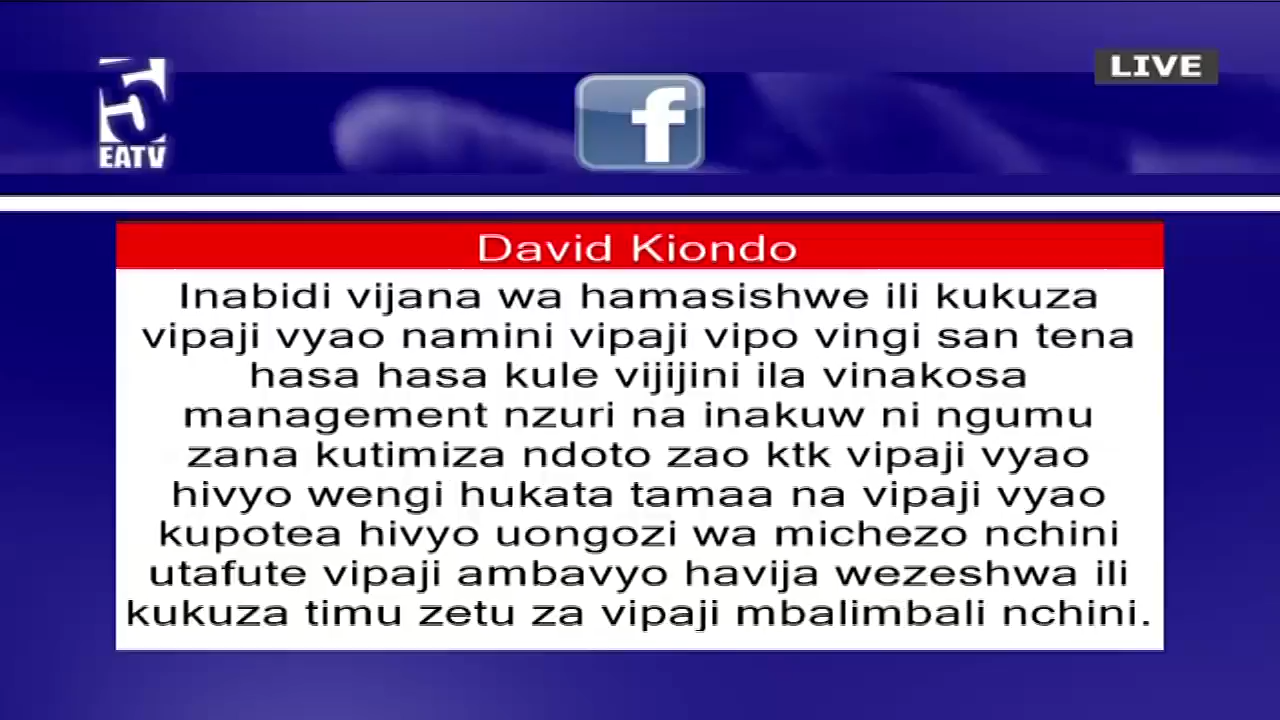 LIVE
5
EATV
f
David Kiondo
Inabidi vijana wa hamasishwe ili kukuza
vipaji vyao namini vipaji vipo vingi san tena
hasa hasa kule vijijini ila vinakosa
management nzuri na inakuw ni ngumu
zana kutimiza ndoto zao ktk vipaji vyao
hivyo wengi hukata tamaa na vipaji vyao
kupotea hivyo uongozi wa michezo nchini
utafute vipaji ambavyo havija wezeshwa ili
kukuza timu zetu za vipaji mbalimbali nchini.